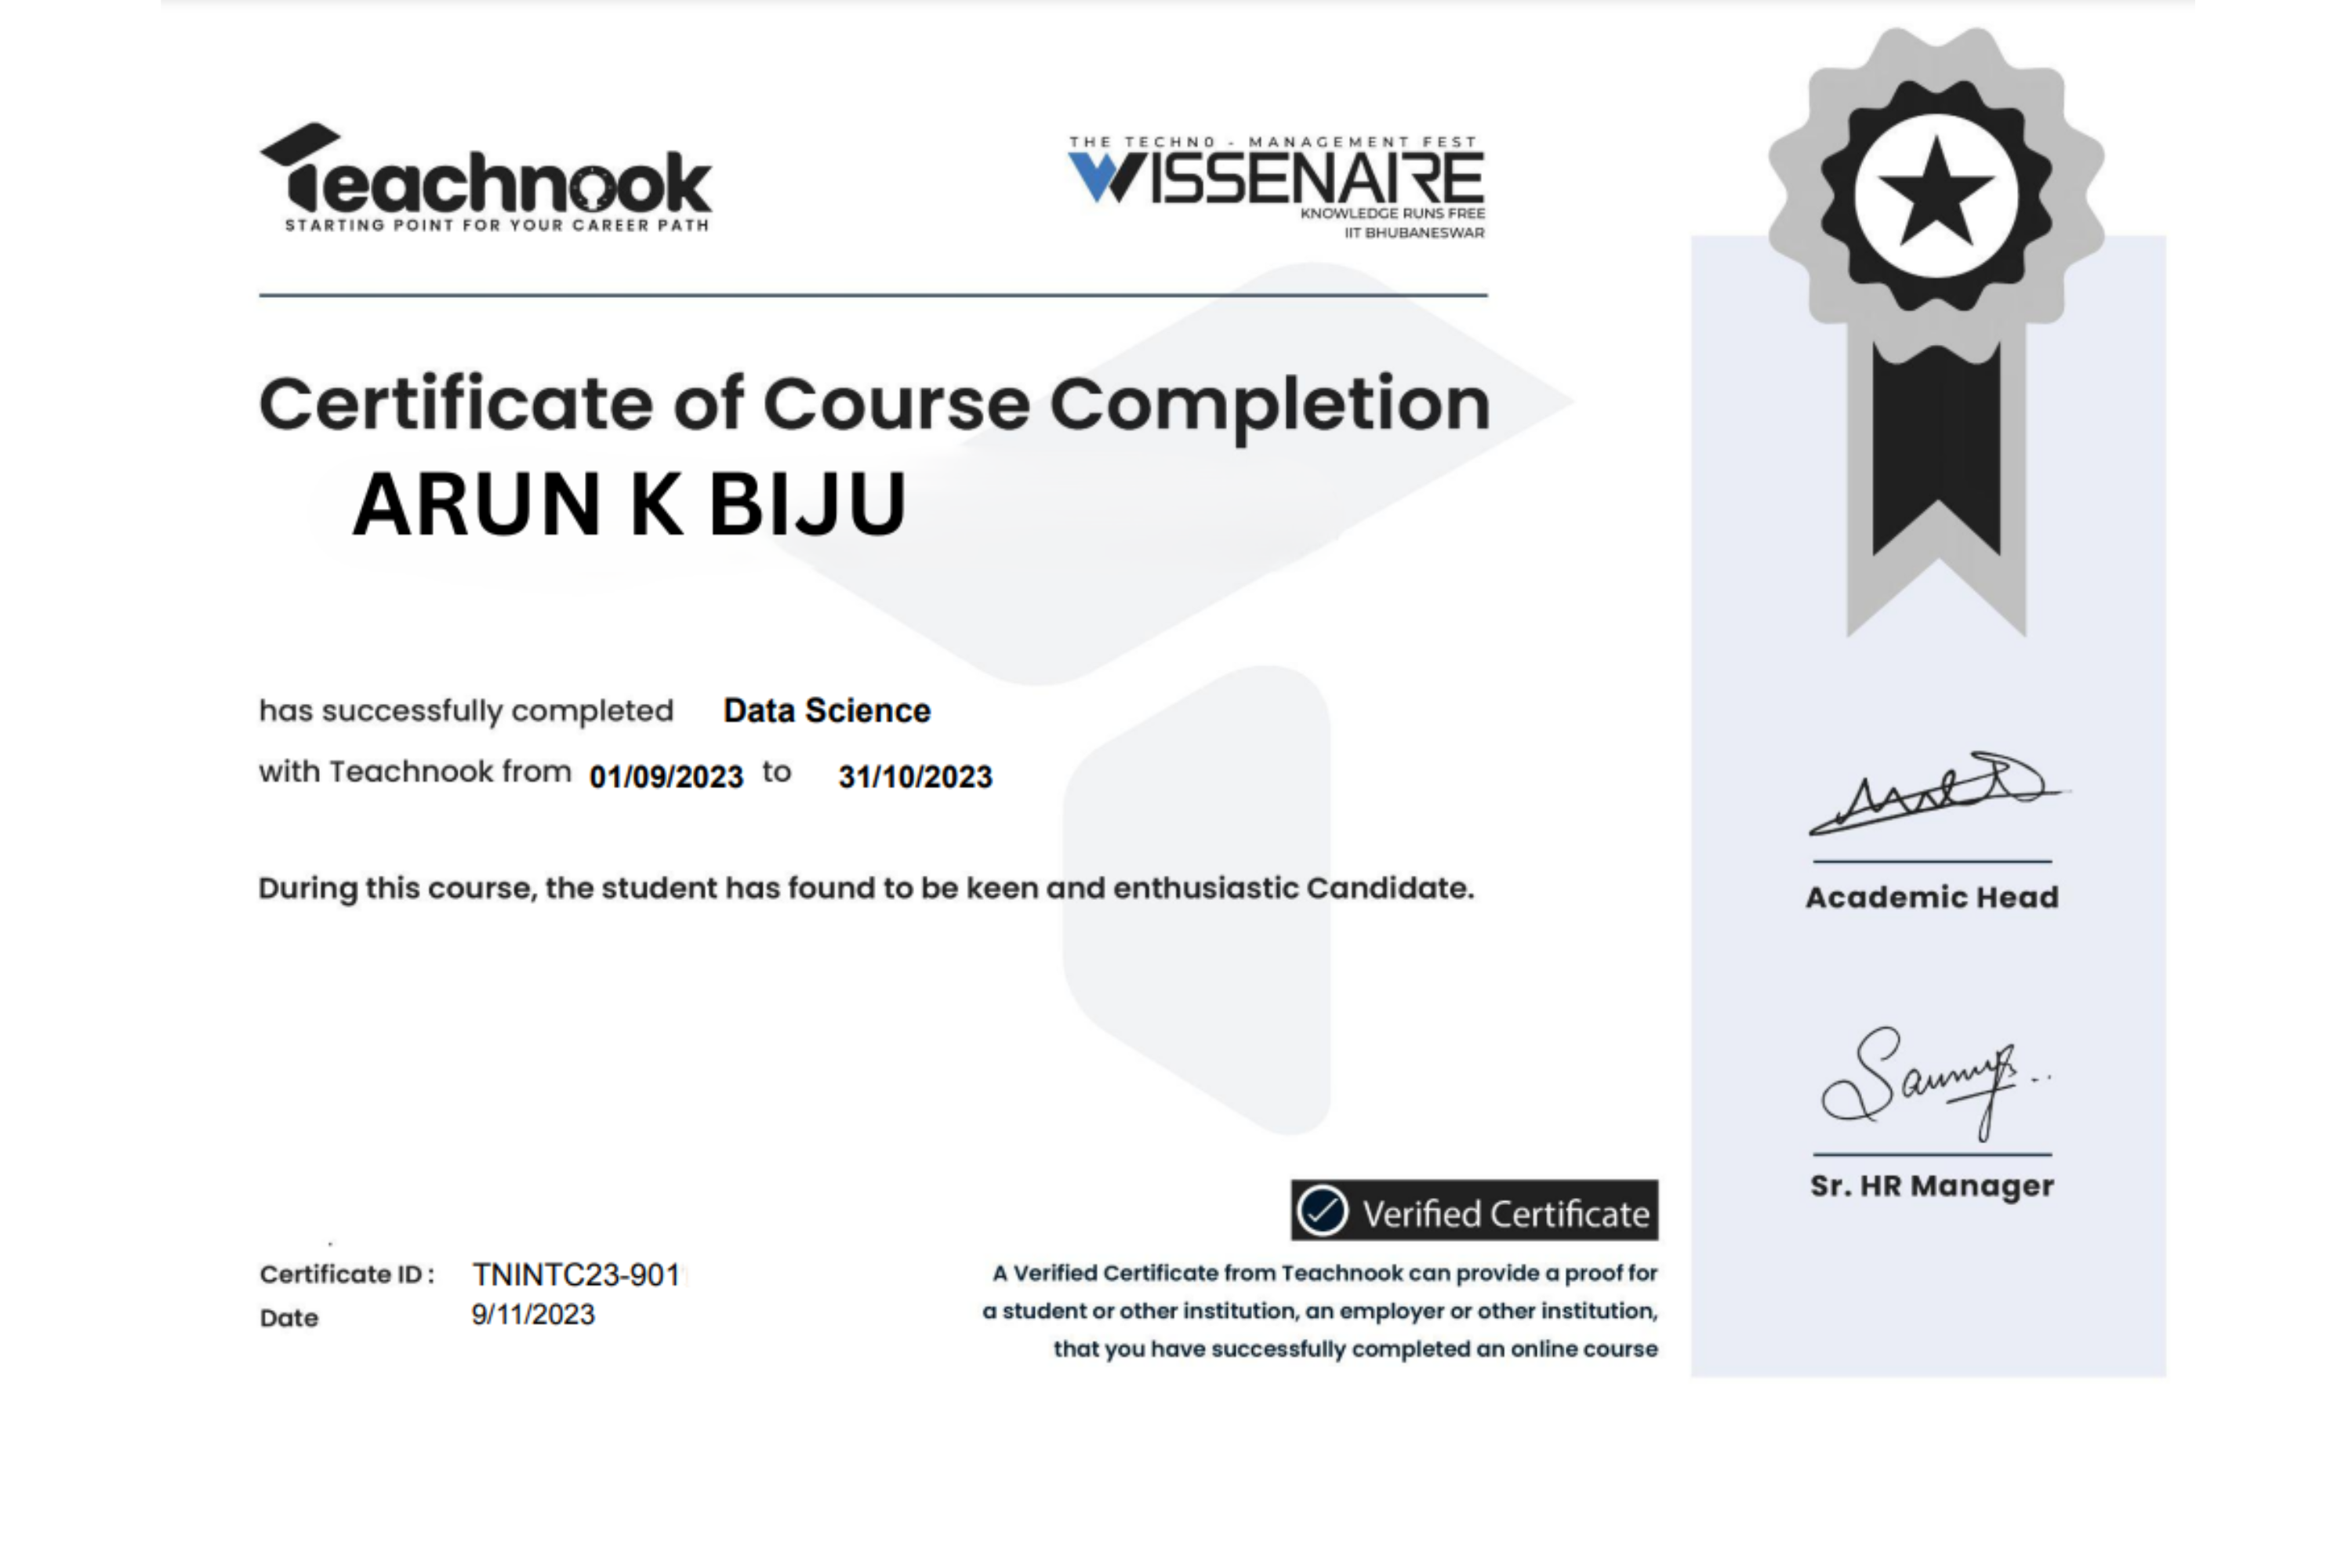 Teachnook
STARTING POINT FOR YOUR CAREER PATH
THE TECHNO - MANAGEMENT FEST
WISSENAIRE
KNOWLEDGE RUNS FREE
IIT BHUBANESWAR
Certificate of Course Completion
ARUN K BIJU
has successfully completed Data Science
with Teachnook from 01/09/2023 to 31/10/2023
During this course, the student has found to be keen and enthusiastic Candidate.
Certificate ID : TNINTC23-901
Date 9/11/2023
Verified Certificate
A Verified Certificate from Teachnook can provide a proof for
a student or other institution, an employer or other institution,
that you have successfully completed an online course
Academic Head
Sr. HR Manager